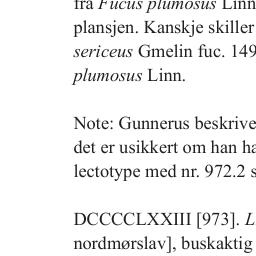 fra Fucus plumosus Linn
plansjen. Kanskje skiller
sericeus Gmelin fuc. 149
plumosus Linn.
Note: Gunnerus beskrive
det er usikkert om han ha
lectotype med nr. 972.2 s
DCCCCLXXIII [973]. L
nordmørslav], buskaktig